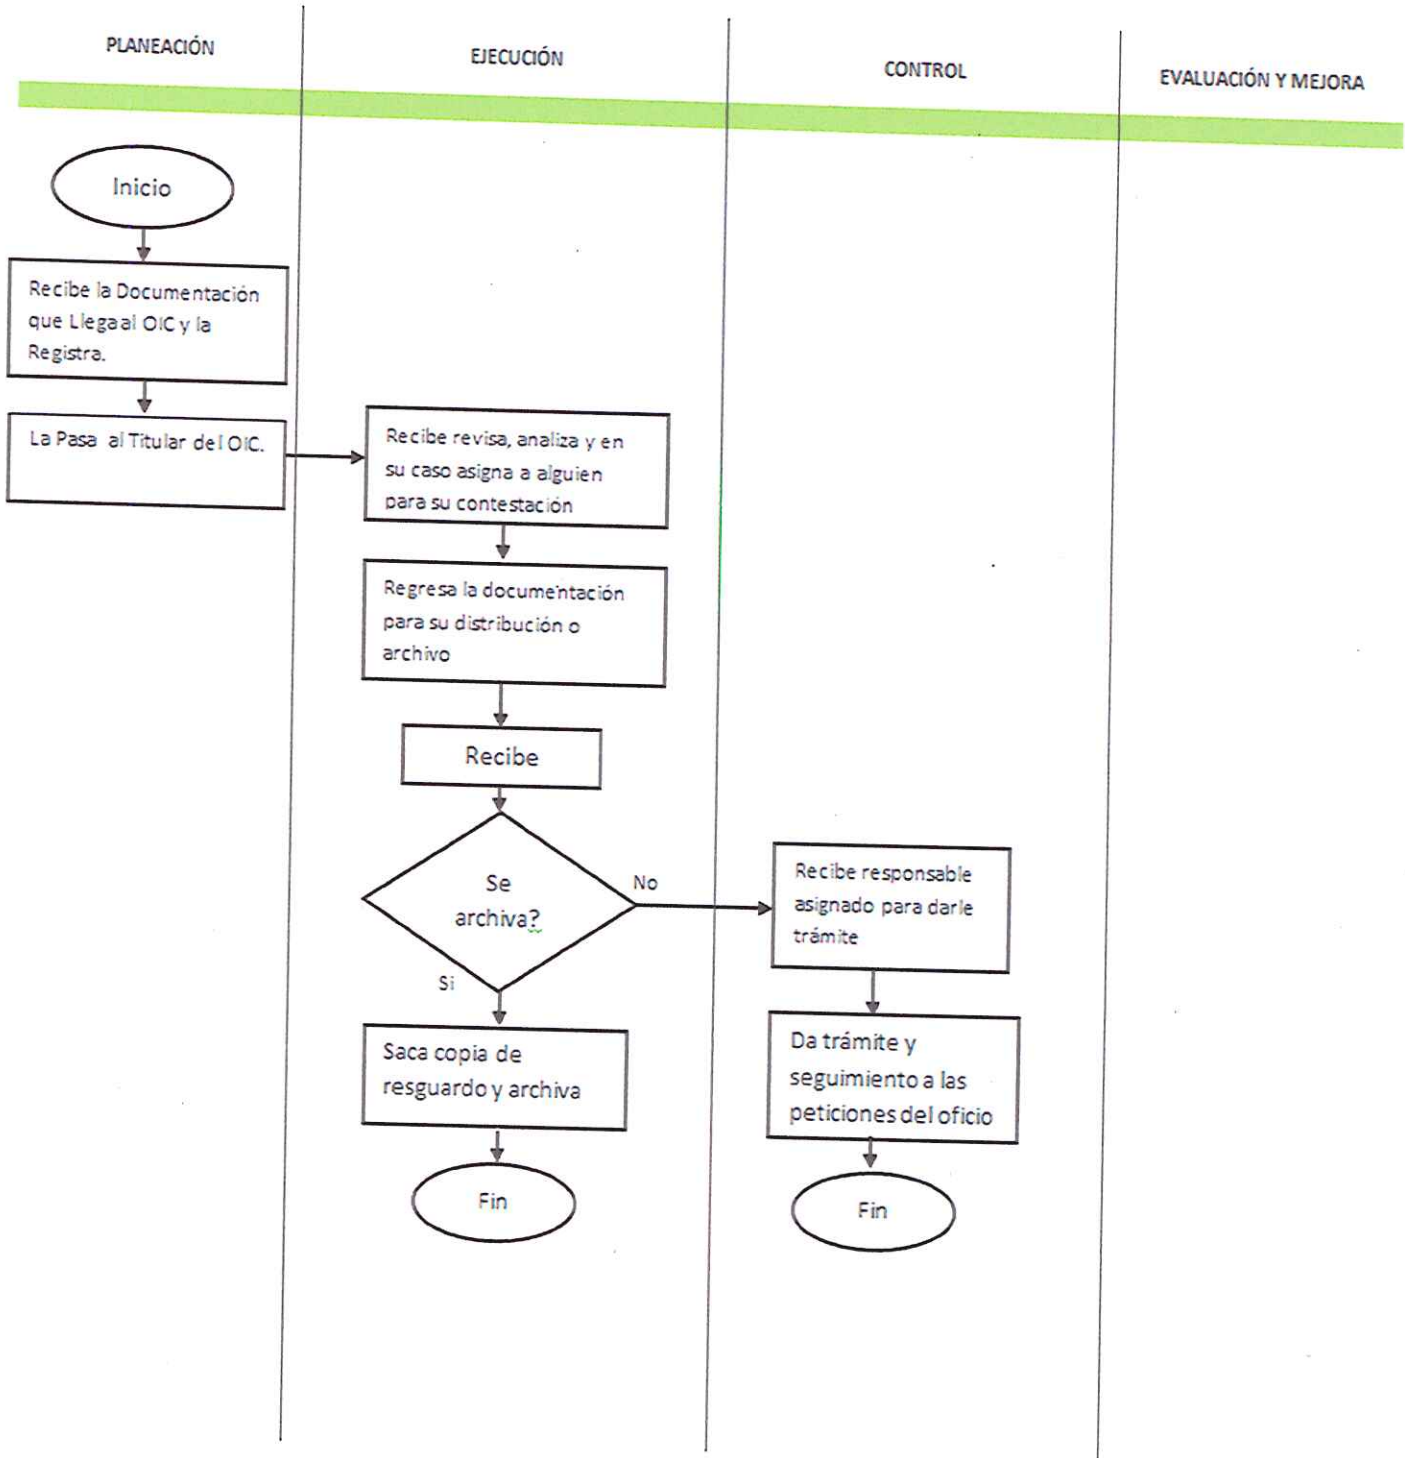 PLANEACIÓN
EJECUCIÓN
CONTROL
EVALUACIÓN Y MEJORA
Inicio
Recibe la Documentación
que Llega al OIC y la
Registra.
La Pasa al Titular del OIC.
Recibe revisa, analiza y en
su caso asigna a alguien
para su contestación
Regresa la documentación
para su distribución o
archivo
Recibe
Se
archiva?
No
Si
Recibe responsable
asignado para darle
trámite
Saca copia de
resguardo y archiva
Da trámite y
seguimiento a las
peticiones del oficio
Fin
Fin